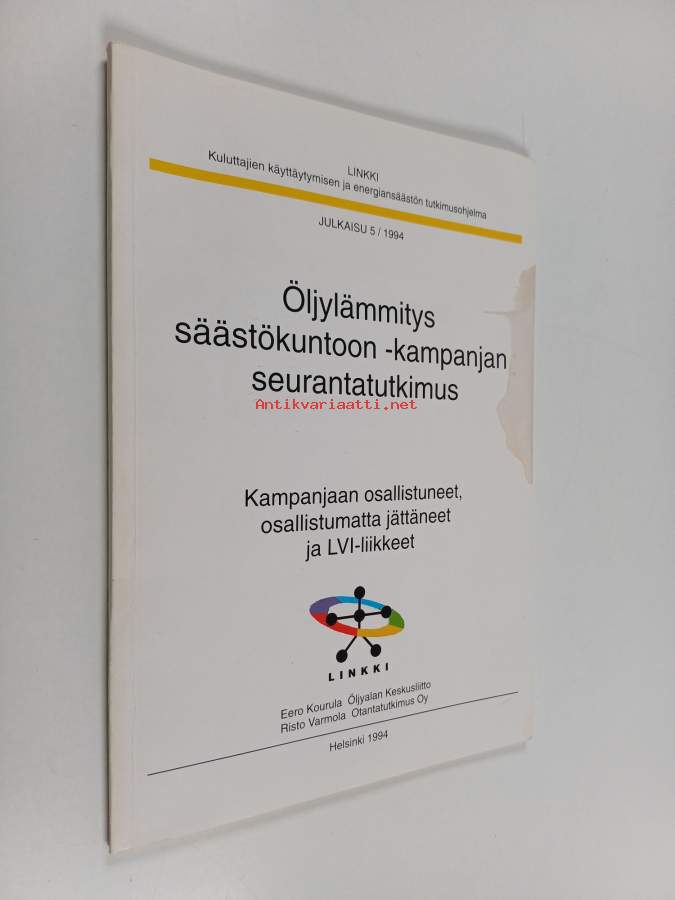 LINKKI
Kuluttajien käyttäytymisen ja energiansäästön tutkimusohjelma
JULKAISU 5 / 1994
Öljylämmitys
säästökuntoon -kampanjan
seurantatutkimus
Antikvariaatti.net
Kampanjaan osallistuneet,
osallistumatta jättäneet
ja LVI-liikkeet
LINKKI
Eero Kourula Öljyalan Keskusliitto
Risto Varmola Otantatutkimus Oy
Helsinki 1994